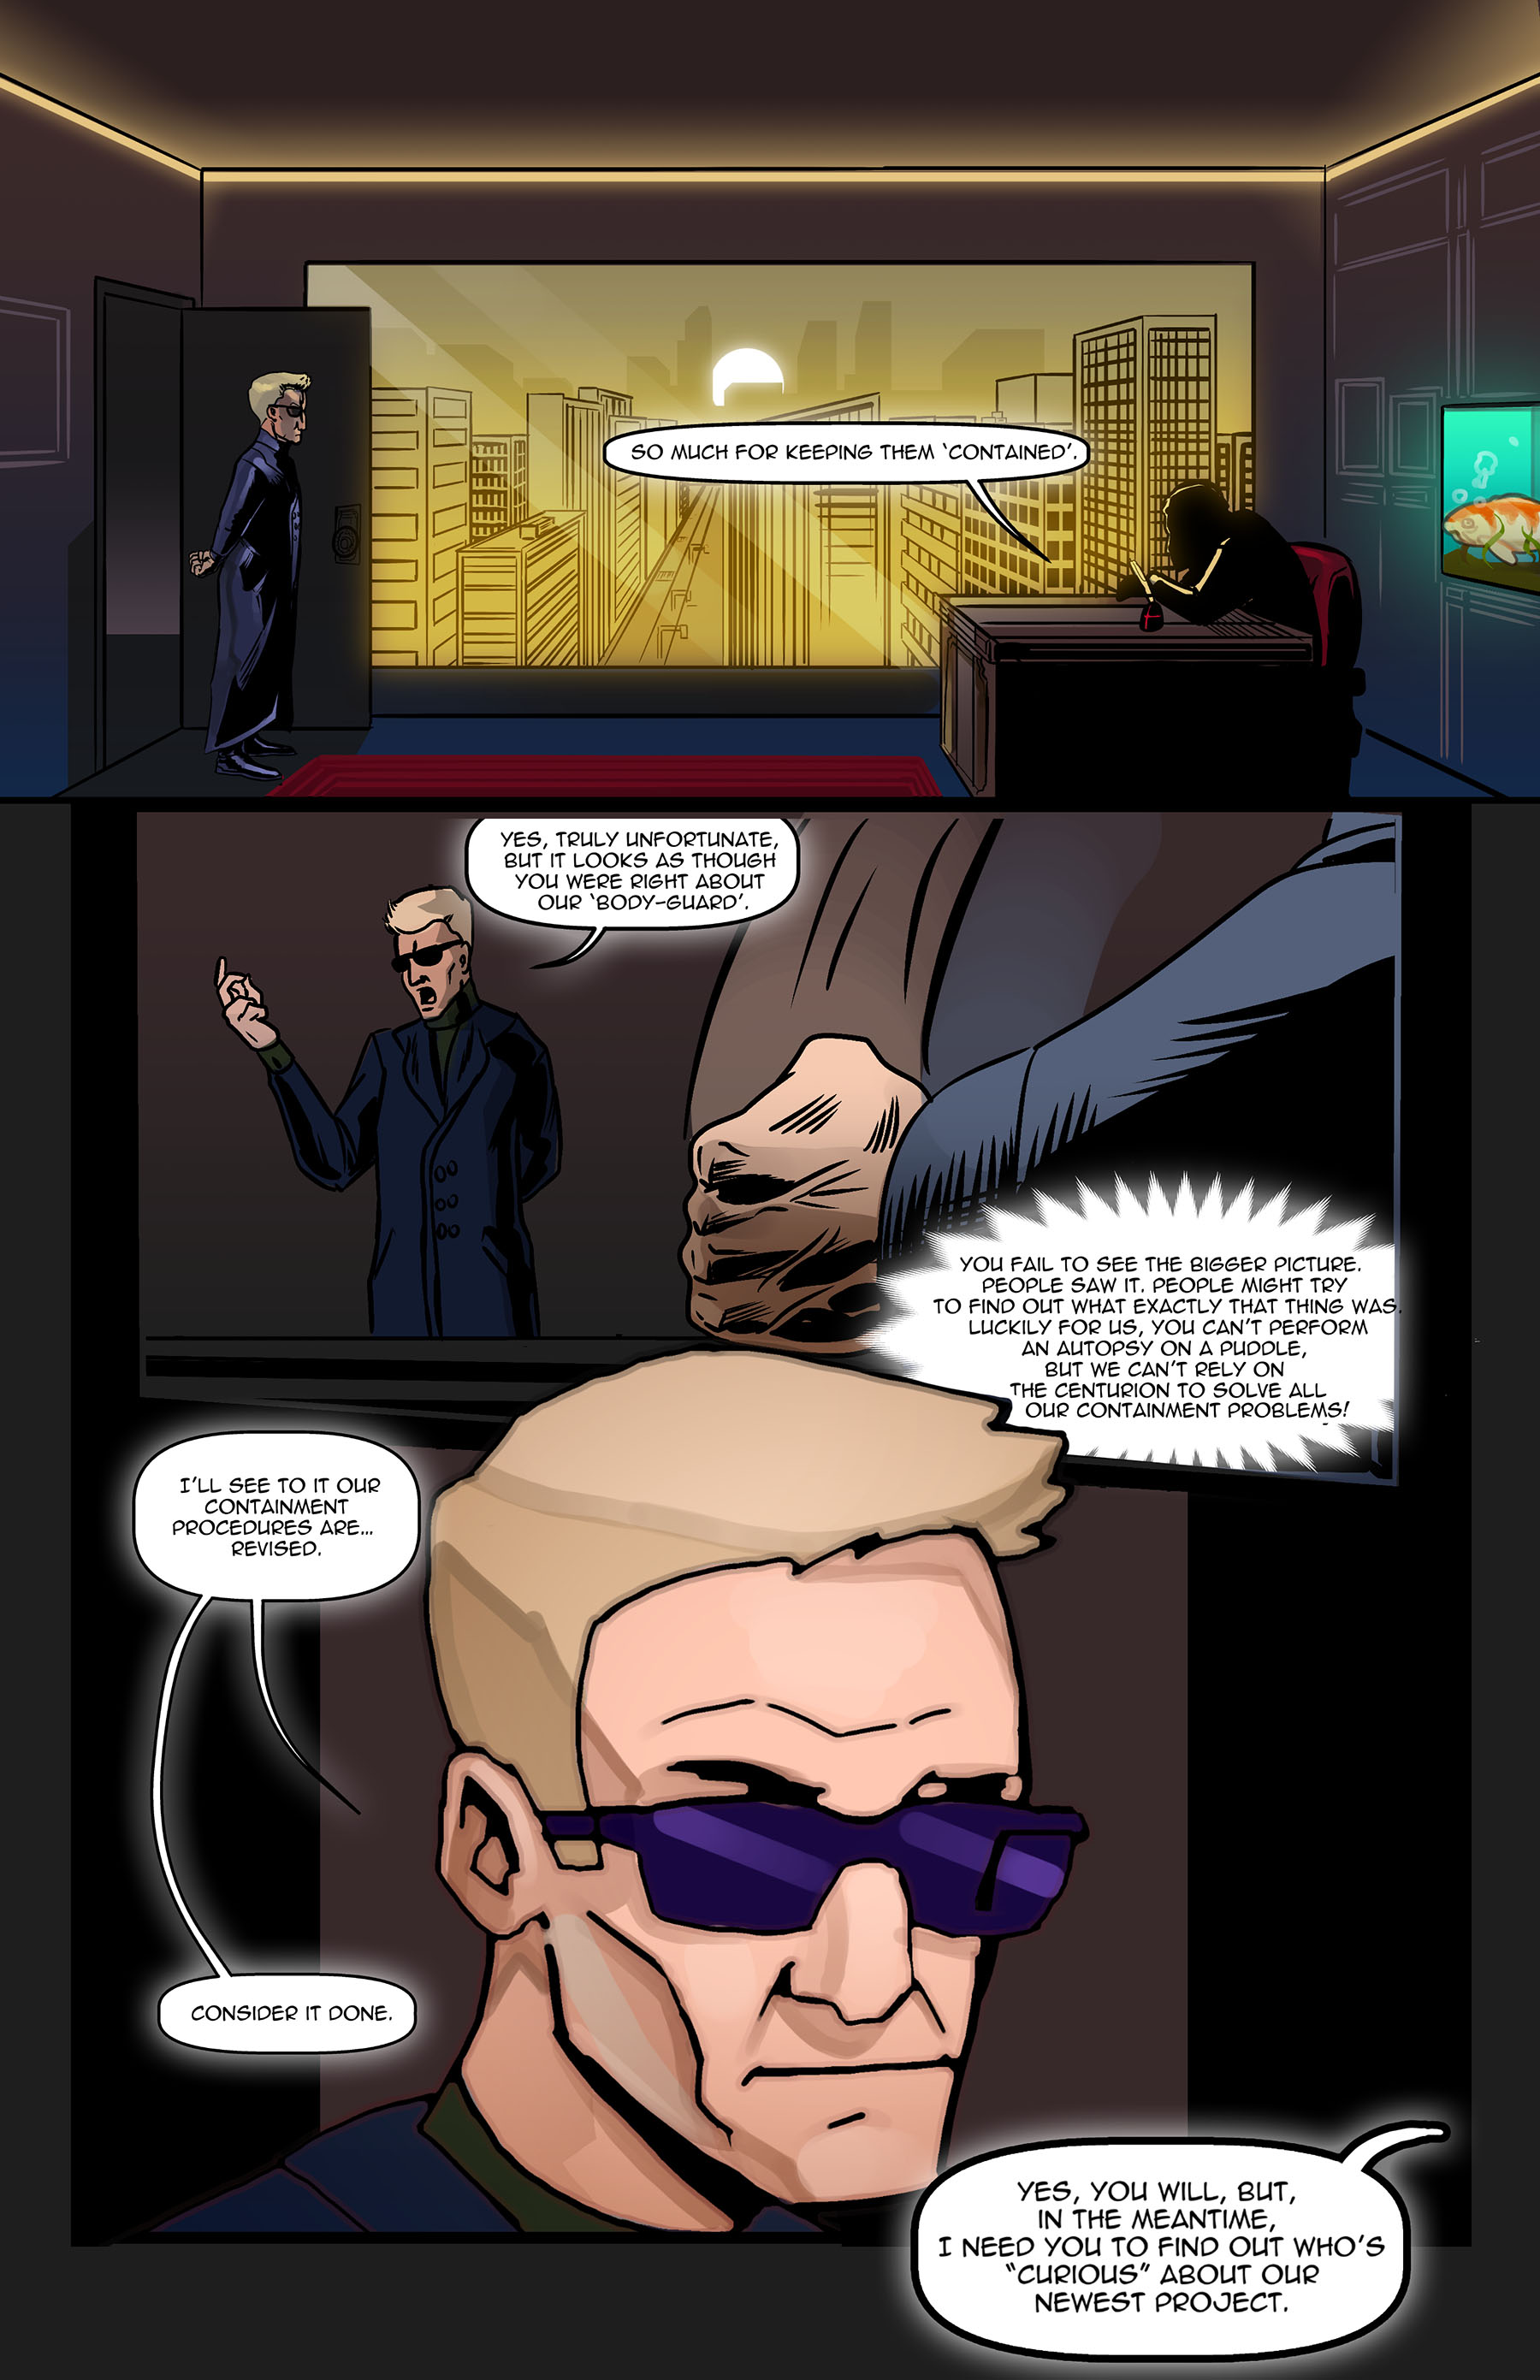 SO MUCH FOR KEEPING THEM ‘CONTAINED’.
YES, TRULY UNFORTUNATE,
BUT IT LOOKS AS THOUGH
YOU WERE RIGHT ABOUT
OUR ‘BODY-GUARD’.
YOU FAIL TO SEE THE BIGGER PICTURE.
PEOPLE SAW IT. PEOPLE MIGHT TRY
TO FIND OUT WHAT EXACTLY THAT THING WAS.
LUCKILY FOR US, YOU CAN’T PERFORM
AN AUTOPSY ON A PUDDLE,
BUT WE CAN’T RELY ON
THE CENTURION TO SOLVE ALL
OUR CONTAINMENT PROBLEMS!
I’LL SEE TO IT OUR
CONTAINMENT
PROCEDURES ARE...
REVISED.
CONSIDER IT DONE.
YES, YOU WILL, BUT,
IN THE MEANTIME,
I NEED YOU TO FIND OUT WHO’S
“CURIOUS” ABOUT OUR
NEWEST PROJECT.